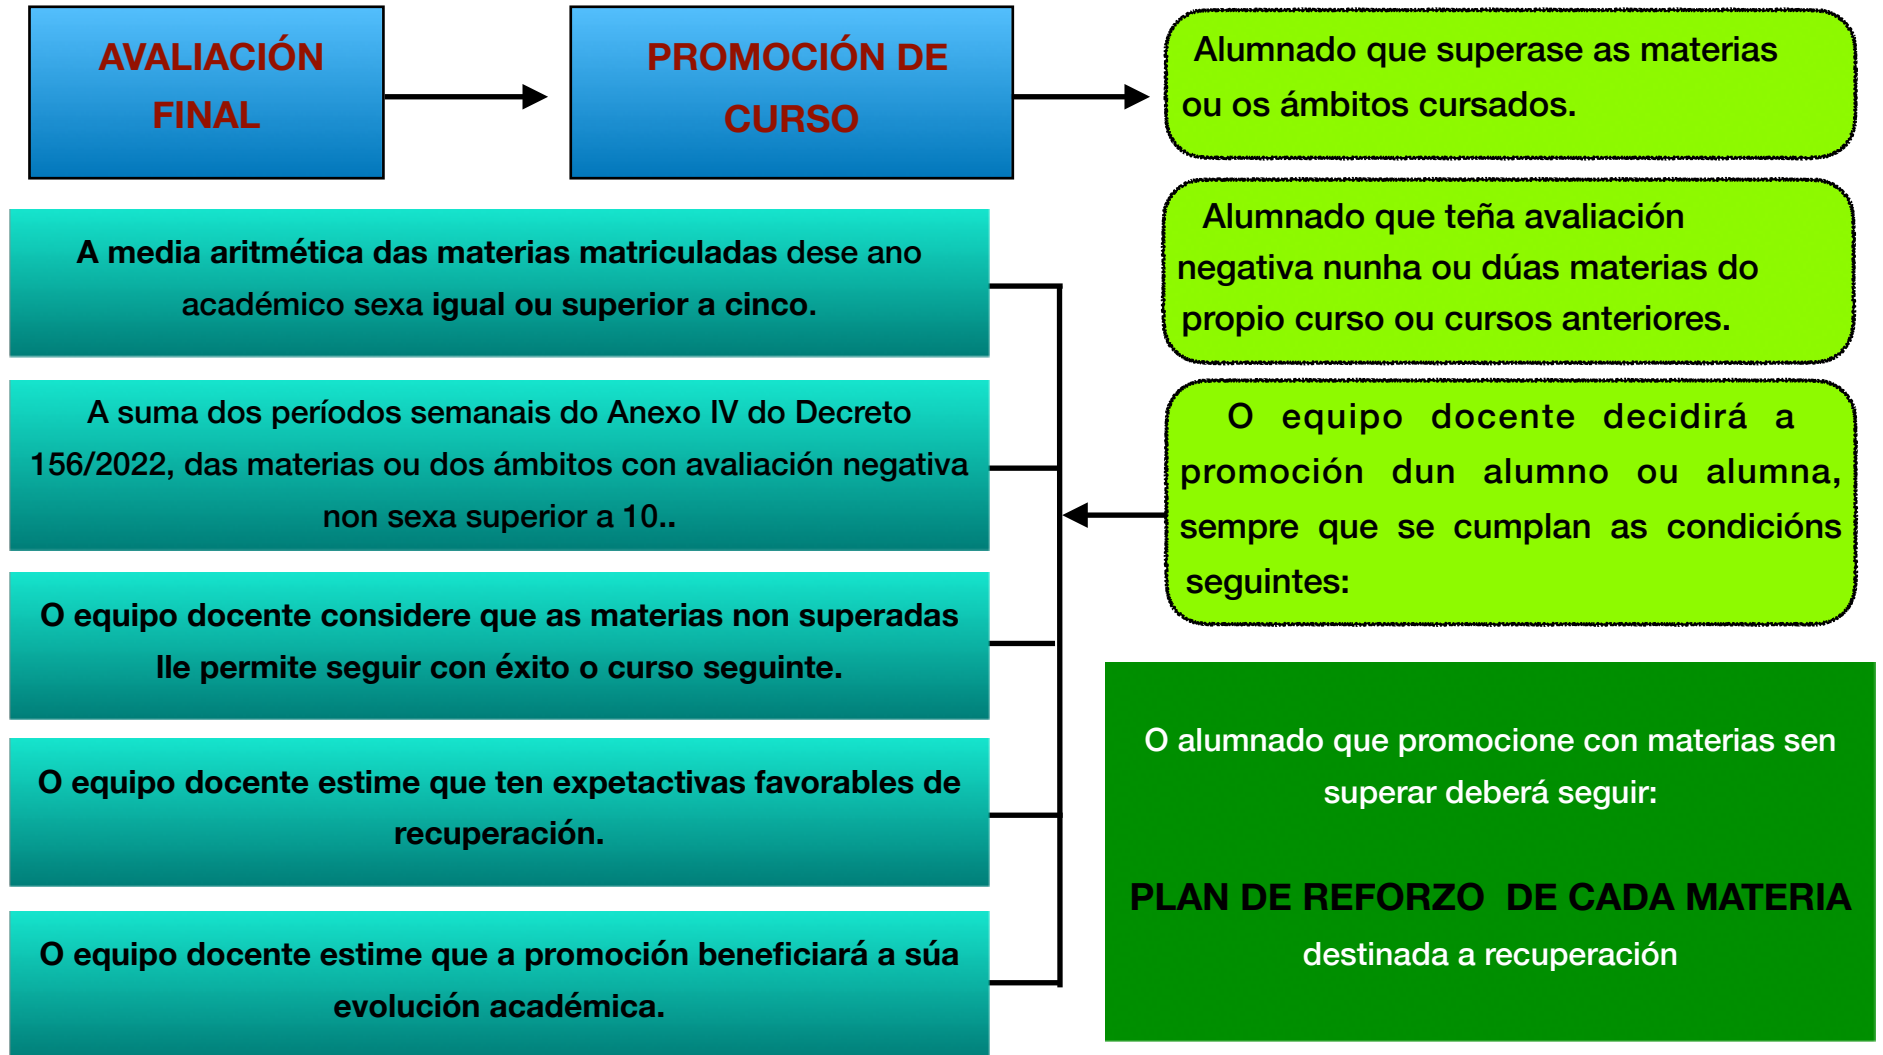 AVALIACIÓN
FINAL
PROMOCIÓN DE
CURSO
Alumnado que superase as materias
ou os ámbitos cursados.
Alumnado que teña avaliación
negativa nunha ou dúas materias do
propio curso ou cursos anteriores.
O equipo docente decidirá a
promoción dun alumno ou alumna,
sempre que se cumplan as condicións
seguintes:
A media aritmética das materias matriculadas dese ano
académico sexa igual ou superior a cinco.
A suma dos períodos semanais do Anexo IV do Decreto
156/2022, das materias ou dos ámbitos con avaliación negativa
non sexa superior a 10..
O equipo docente considere que as materias non superadas
lle permite seguir con éxito o curso seguinte.
O equipo docente estime que ten expetactivas favorables de
recuperación.
O equipo docente estime que a promoción beneficiará a súa
evolución académica.
O alumnado que promocione con materias sen
superar deberá seguir:
PLAN DE REFORZO DE CADA MATERIA
destinada a recuperación